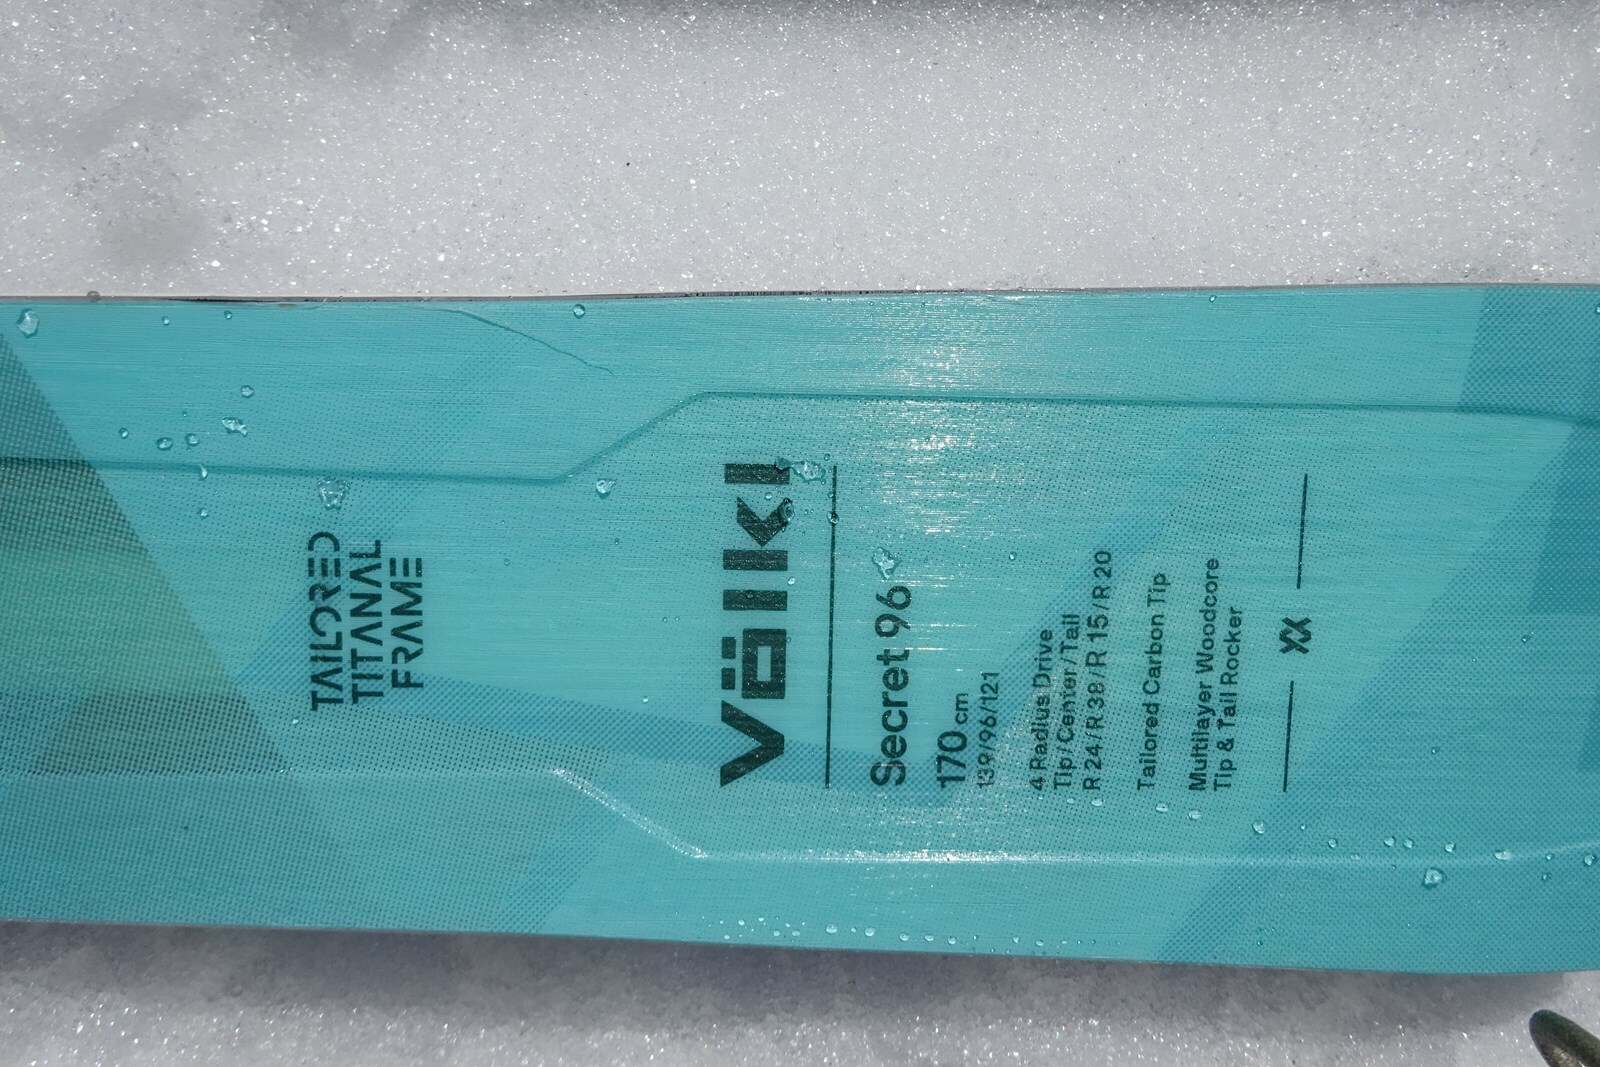 TAILORED
TITANAL
FRAME
völkl
Secret 96
170 cm
139/96/121
4 Radius Drive
Tip/Center/Tail
R 24/R 38/R 15/R 20
Tailored Carbon Tip
Multilayer Woodcore
Tip & Tail Rocker